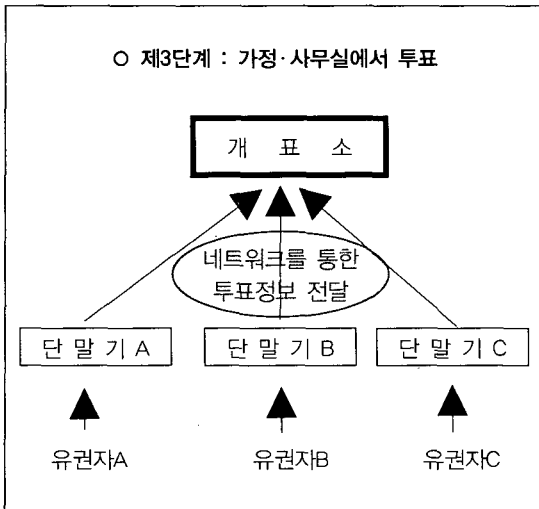 ○ 제3단계 : 가정·사무실에서 투표
개 표 소
네트워크를 통한
투표정보 전달
단 말 기 A 단 말 기 B 단 말 기 C
유권자A 유권자B 유권자C